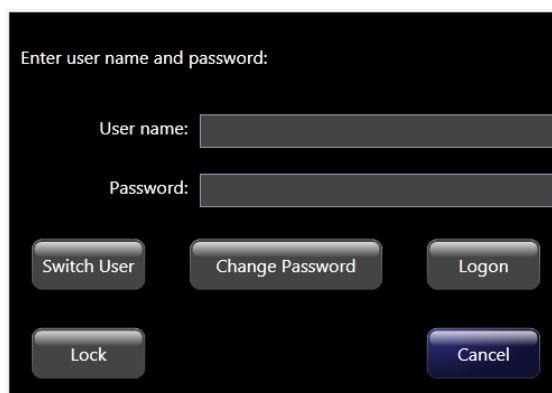 Enter user name and password:
User name:
Password:
Switch User Change Password Logon
Lock Cancel